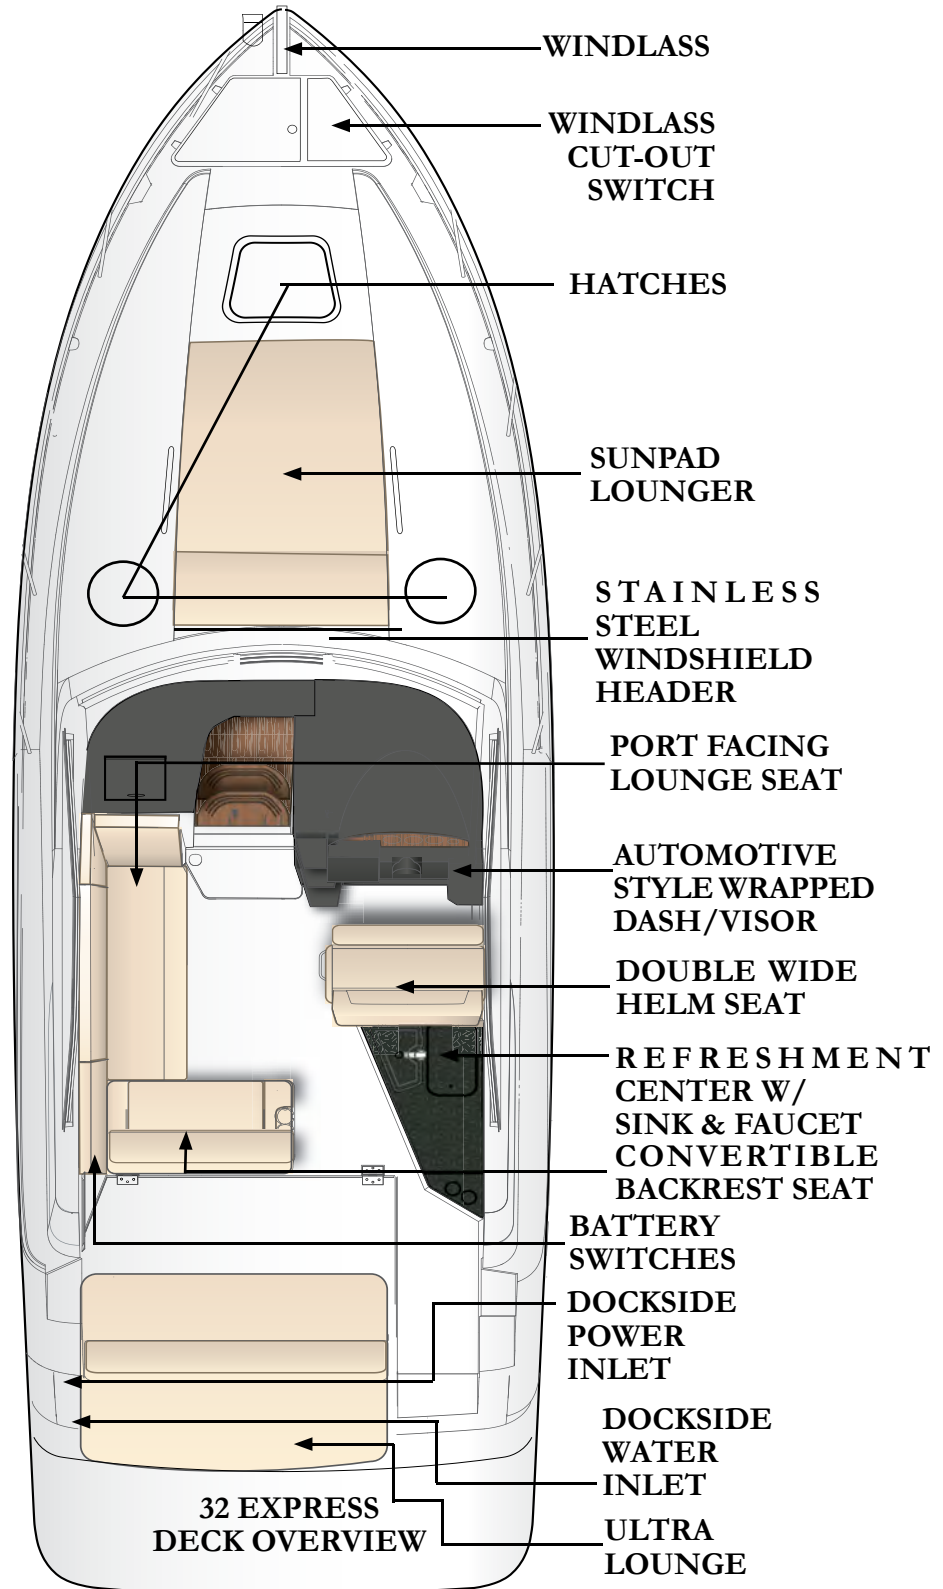 WINDLASS
WINDLASS
CUT-OUT
SWITCH
HATCHES
SUNPAD
LOUNGER
STAINLESS
STEEL
WINDSHIELD
HEADER
PORT FACING
LOUNGE SEAT
AUTOMOTIVE
STYLE WRAPPED
DASH/VISOR
DOUBLE WIDE
HELM SEAT
REFRESHMENT
CENTER W/
SINK & FAUCET
CONVERTIBLE
BACKREST SEAT
BATTERY
SWITCHES
DOCKSIDE
POWER
INLET
DOCKSIDE
WATER
INLET
ULTRA
LOUNGE
32 EXPRESS
DECK OVERVIEW